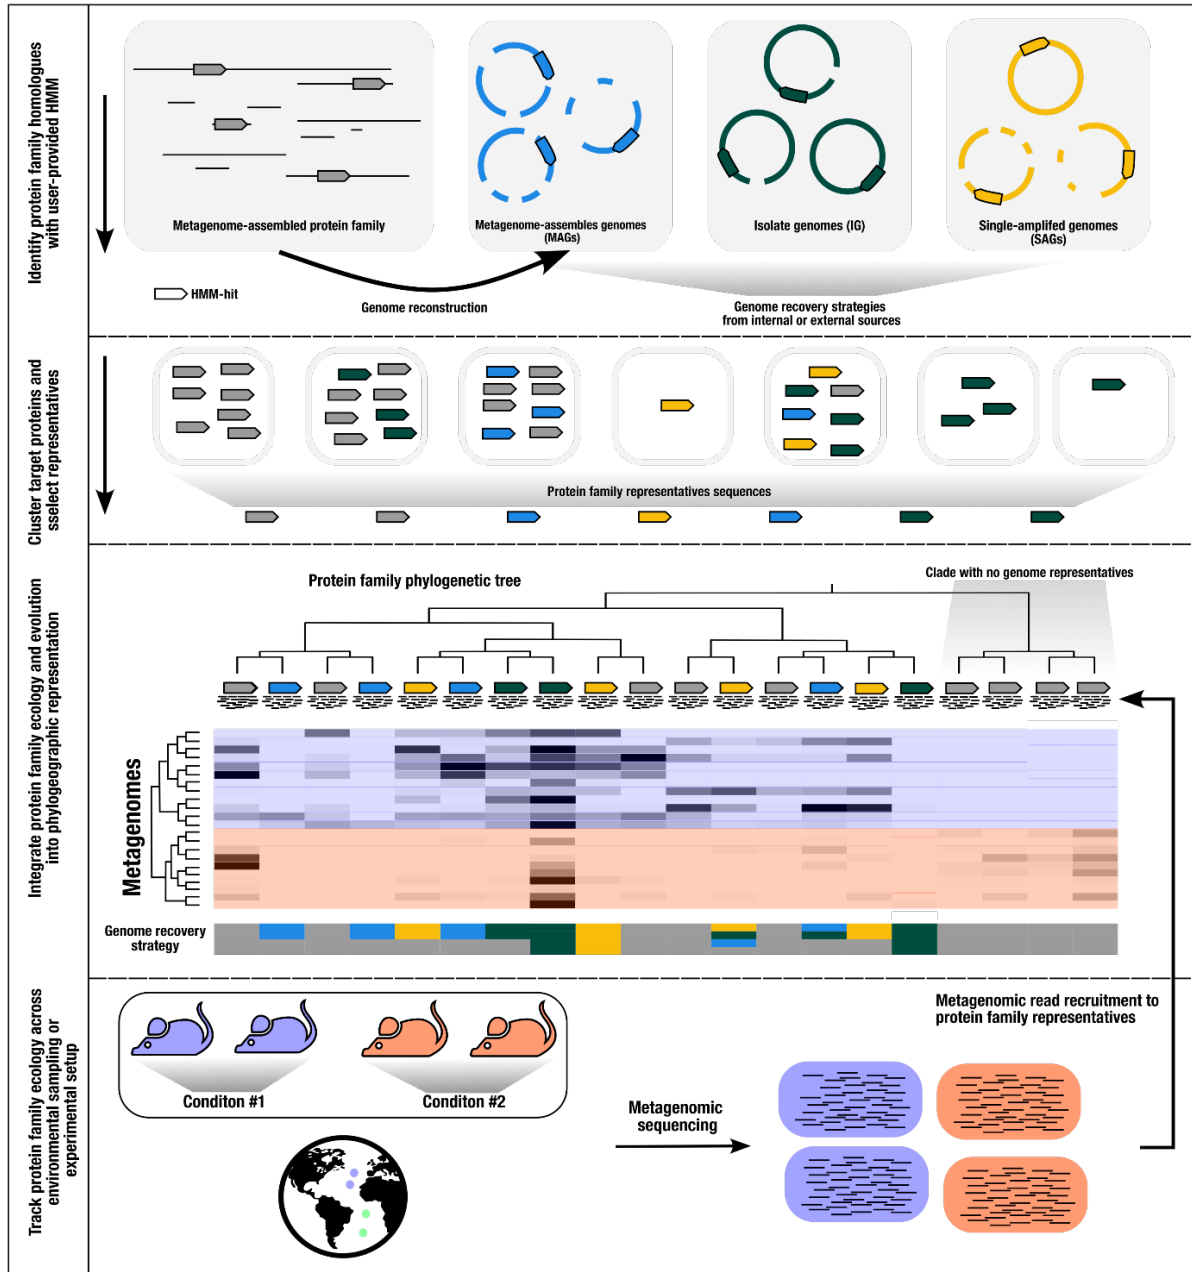 Identify protein family homologues
with user-provided HMM
Metagenome-assembled protein family
Metagenome-assembles genomes
(MAGs)
Isolate genomes (IG)
Single-amplifed genomes
(SAGs)
HMM-hit
Genome reconstruction
Genome recovery strategies
from internal or external sources
Cluster target proteins and
sselect representatives
Protein family representatives sequences
Integrate protein family ecology and evolution
into phylogeographic representation
Protein family phylogenetic tree
Clade with no genome representatives
Metagenomes
Genome recovery
strategy
Track protein family ecology across
environmental sampling or
experimental setup
Conditon #1
Conditon #2
Metagenomic
sequencing
Metagenomic read recruitment to
protein family representatives